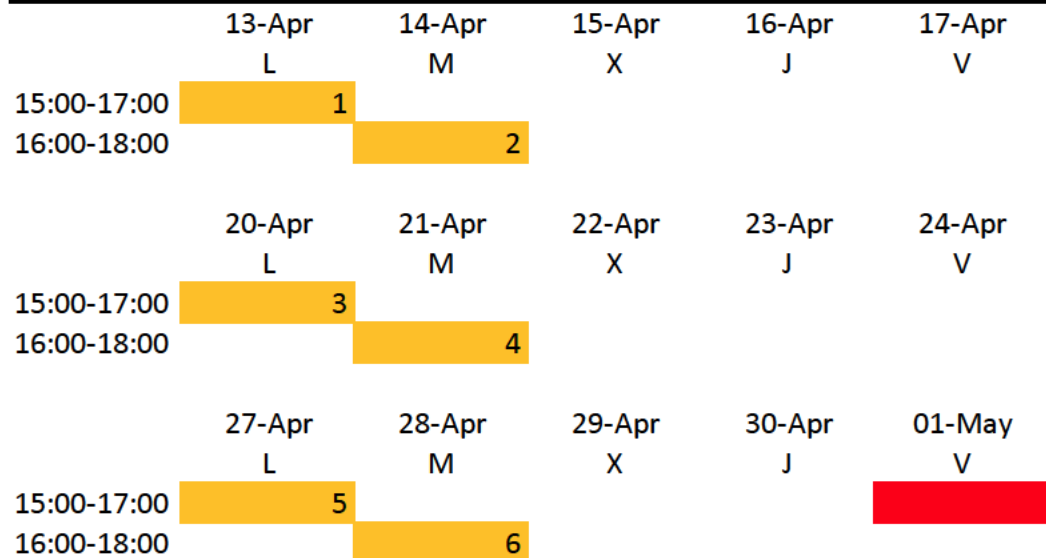 13-Apr 14-Apr 15-Apr 16-Apr 17-Apr
L M X J V
15:00-17:00 1
16:00-18:00 2
20-Apr 21-Apr 22-Apr 23-Apr 24-Apr
L M X J V
15:00-17:00 3
16:00-18:00 4
27-Apr 28-Apr 29-Apr 30-Apr 01-May
L M X J V
15:00-17:00 5
16:00-18:00 6